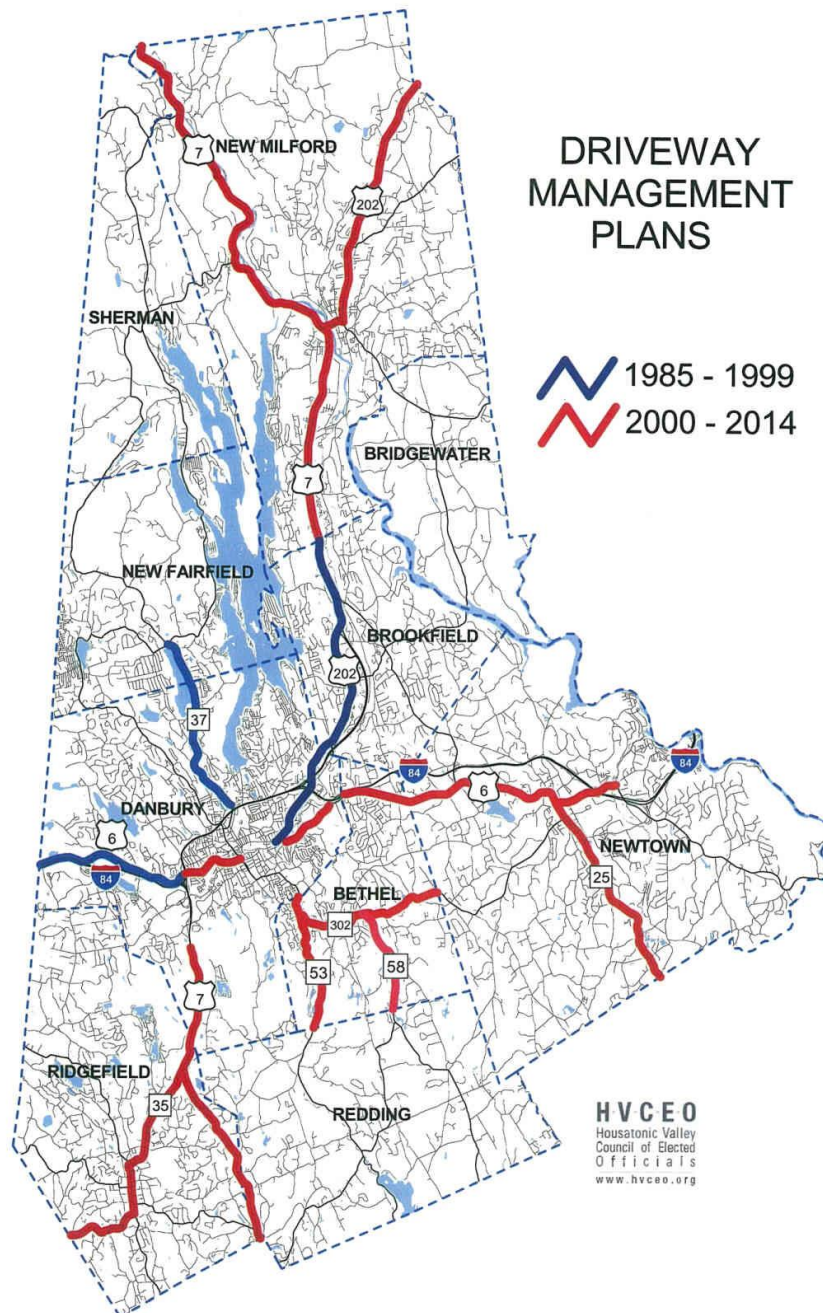 DRIVEWAY
MANAGEMENT
PLANS
1985 - 1999
2000 - 2014
7
NEW MILFORD
202
SHERMAN
BRIDGEWATER
7
NEW FAIRFIELD
BROOKFIELD
202
37
84
84
6
DANBURY
6
NEWTOWN
84
25
BETHEL
302
53
58
7
RIDGEFIELD
35
REDDING
HVCEO
Housatonic Valley
Council of Elected
Officials
www.hvceo.org